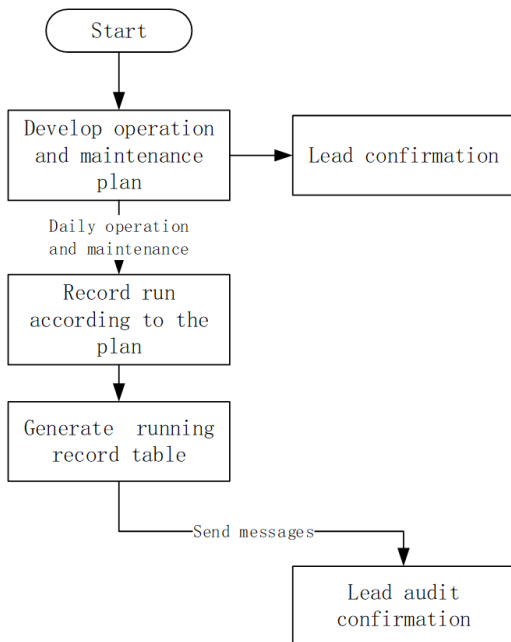 Start
Develop operation
and maintenance
plan
Lead confirmation
Daily operation
and maintenance
Record run
according to the
plan
Generate running
record table
Send messages
Lead audit
confirmation